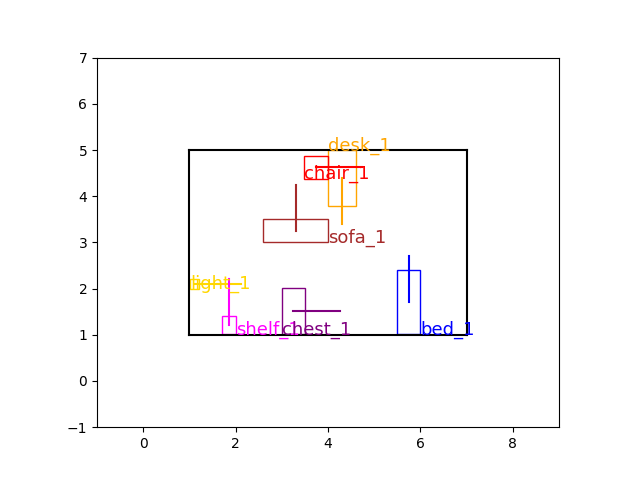 7
6
5
4
3
2
1
0
−1
0
2
4
6
8
desk_1
chair_1
sofa_1
light_1
shelf_1
chest_1
bed_1